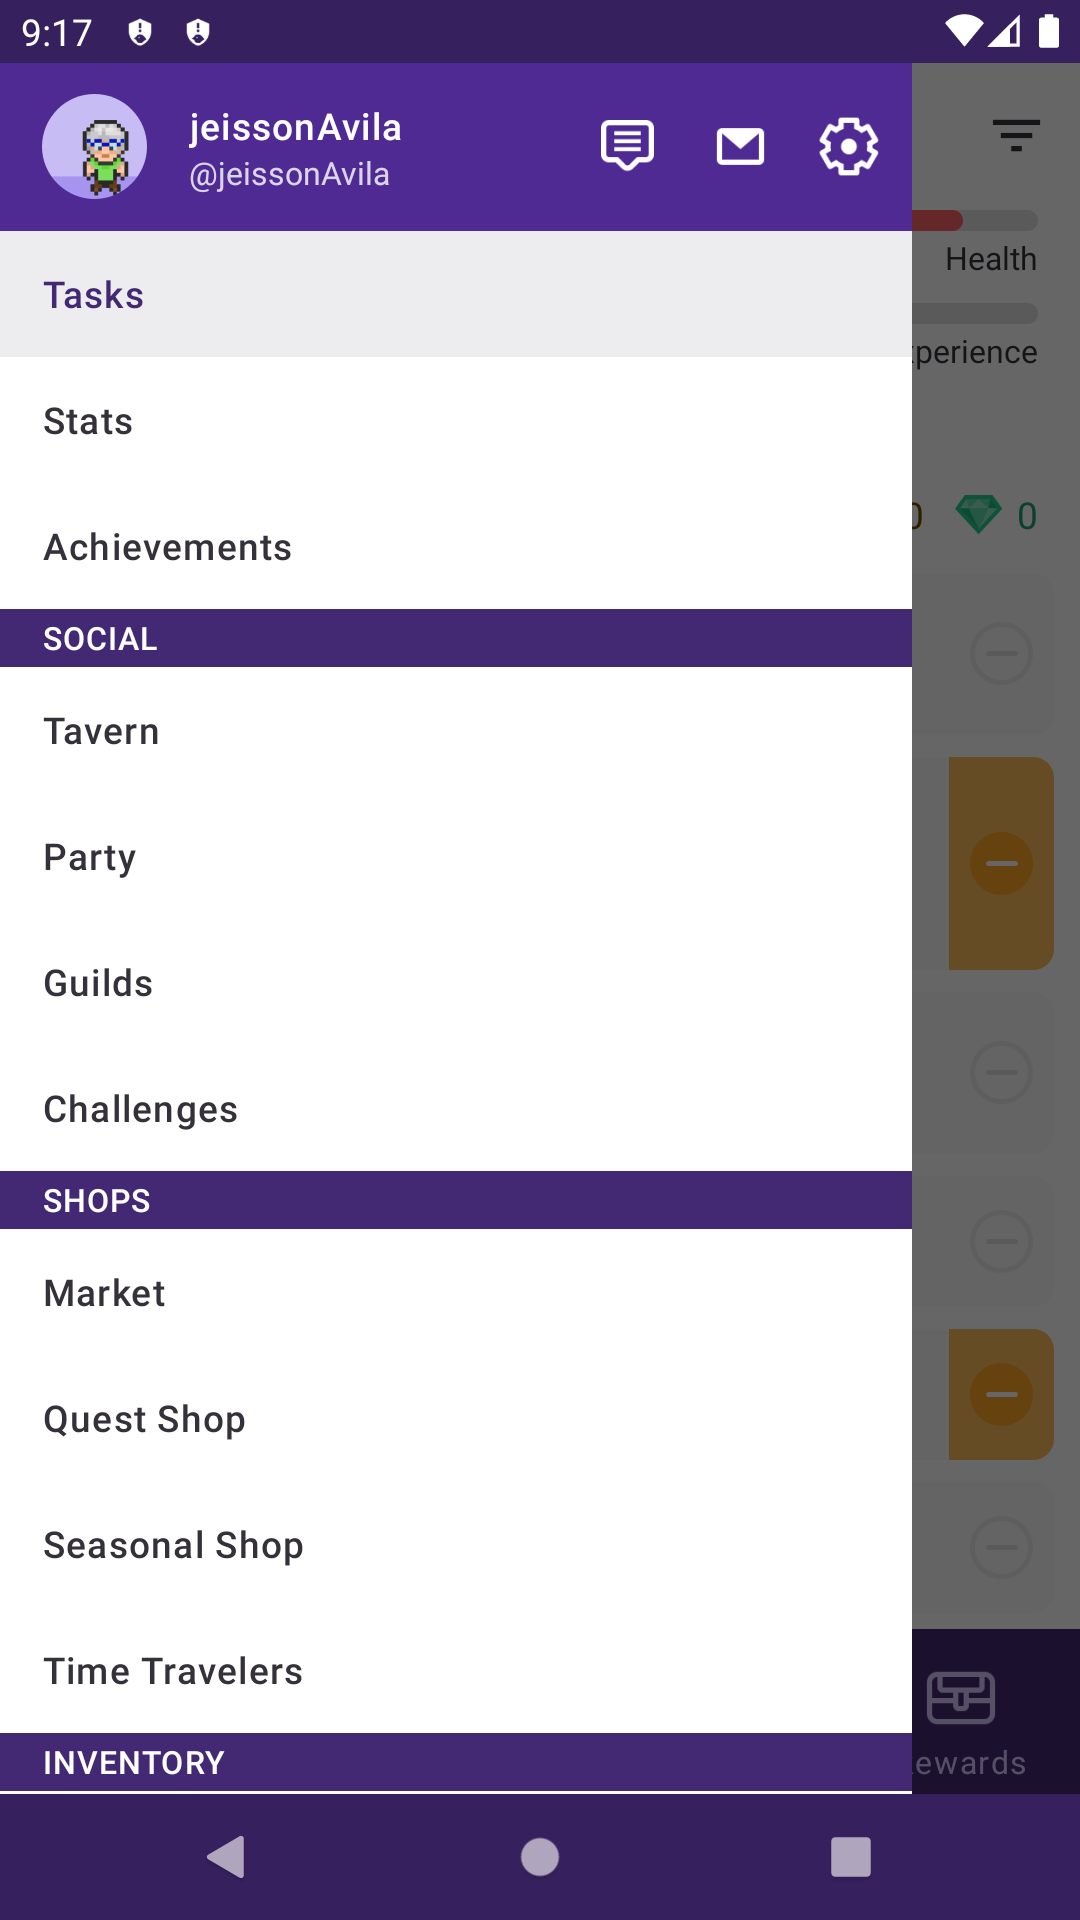 9:17
jeissonAvila
@jeissonAvila
Tasks
Health
perience
Stats
0
Achievements
SOCIAL
Tavern
Party
Guilds
Challenges
SHOPS
Market
Quest Shop
Seasonal Shop
Time Travelers
INVENTORY
ewards